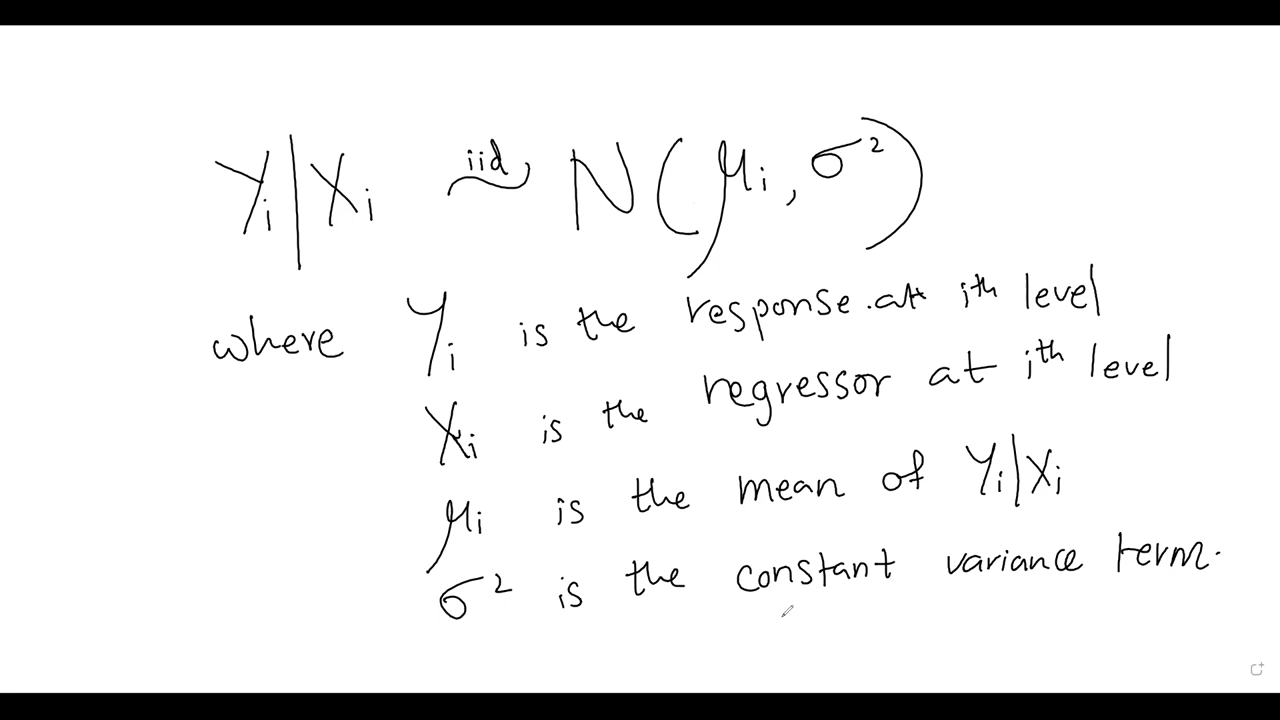 Yi|Xi iid ~ N(μi, σ²)
where Yi is the response at ith level
Xi is the regressor at ith level
μi is the mean of Yi|Xi
σ² is the constant variance term.